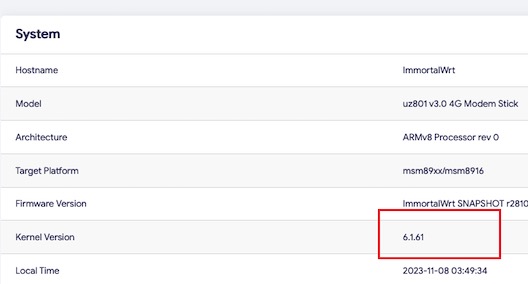 System
Hostname ImmortalWrt
Model uz801 v3.0 4G Modem Stick
Architecture ARMv8 Processor rev 0
Target Platform msm89xx/msm8916
Firmware Version ImmortalWrt SNAPSHOT r2810
Kernel Version 6.1.61
Local Time 2023-11-08 03:49:34